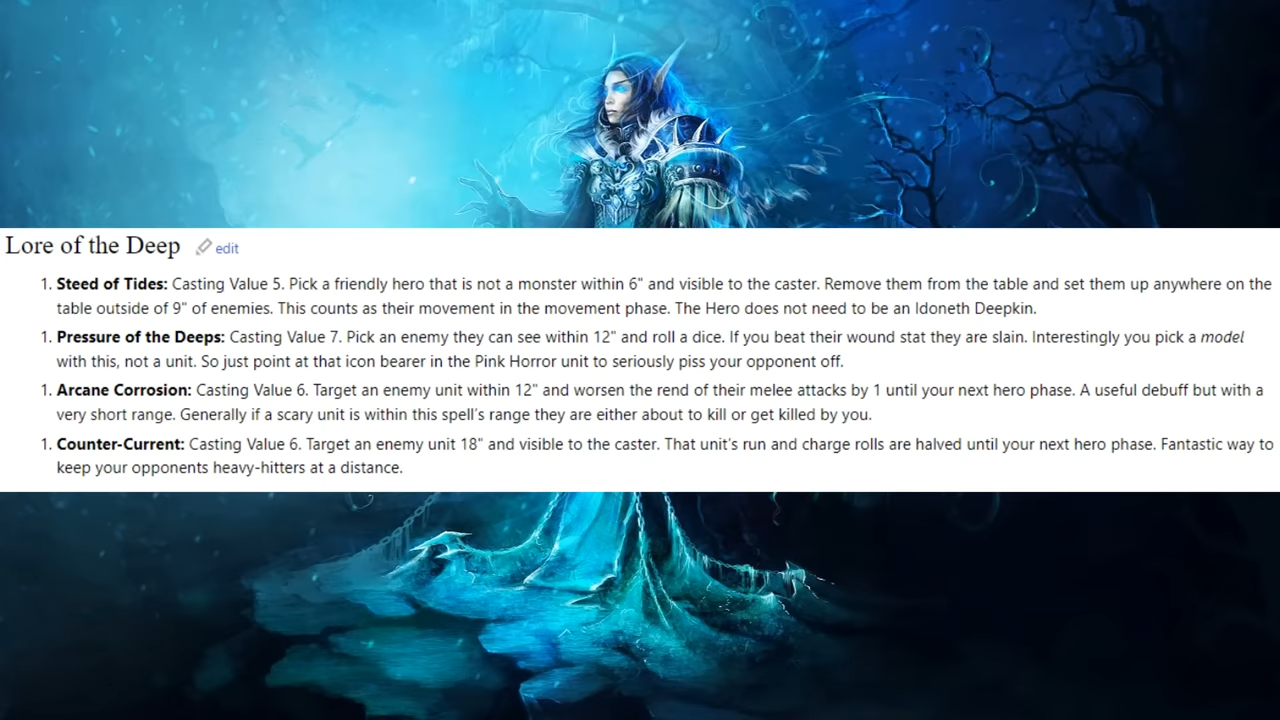 Lore of the Deep edit
1. Steed of Tides: Casting Value 5. Pick a friendly hero that is not a monster within 6" and visible to the caster. Remove them from the table and set them up anywhere on the
table outside of 9" of enemies. This counts as their movement in the movement phase. The Hero does not need to be an Idoneth Deepkin.
1. Pressure of the Deeps: Casting Value 7. Pick an enemy they can see within 12" and roll a dice. If you beat their wound stat they are slain. Interestingly you pick a model
with this, not a unit. So just point at that icon bearer in the Pink Horror unit to seriously piss your opponent off.
1. Arcane Corrosion: Casting Value 6. Target an enemy unit within 12" and worsen the rend of their melee attacks by 1 until your next hero phase. A useful debuff but with a
very short range. Generally if a scary unit is within this spell's range they are either about to kill or get killed by you.
1. Counter-Current: Casting Value 6. Target an enemy unit 18" and visible to the caster. That unit's run and charge rolls are halved until your next hero phase. Fantastic way to
keep your opponents heavy-hitters at a distance.